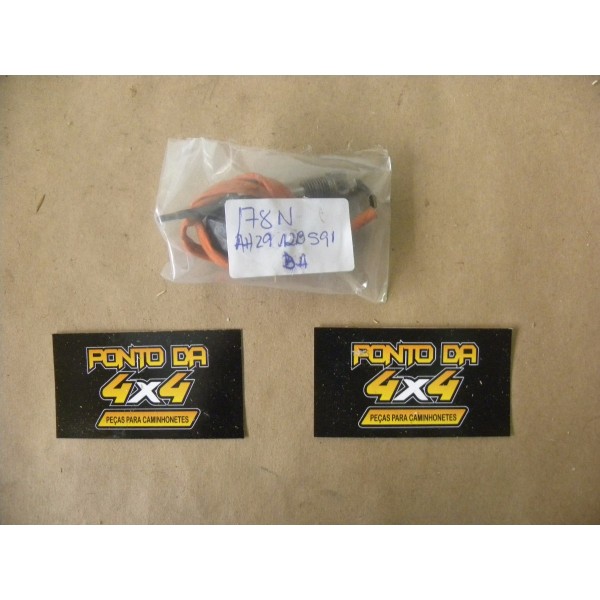 178N
AH29 12B591
BA
PONTO DA
4x4
PEÇAS PARA CAMINHONETES
PONTO DA
4x4
PEÇAS PARA CAMINHONETES